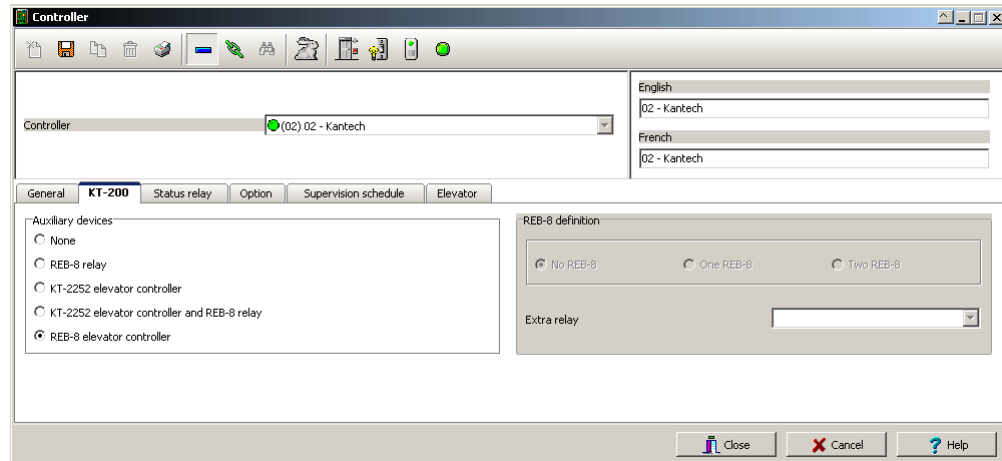 Controller
Controller
(02) 02 - Kantech
English
02 - Kantech
French
02 - Kantech
General
KT-200
Status relay
Option
Supervision schedule
Elevator
Auxiliary devices
None
REB-8 relay
KT-2252 elevator controller
KT-2252 elevator controller and REB-8 relay
REB-8 elevator controller
REB-8 definition
No REB-8
One REB-8
Two REB-8
Extra relay
Close
Cancel
? Help